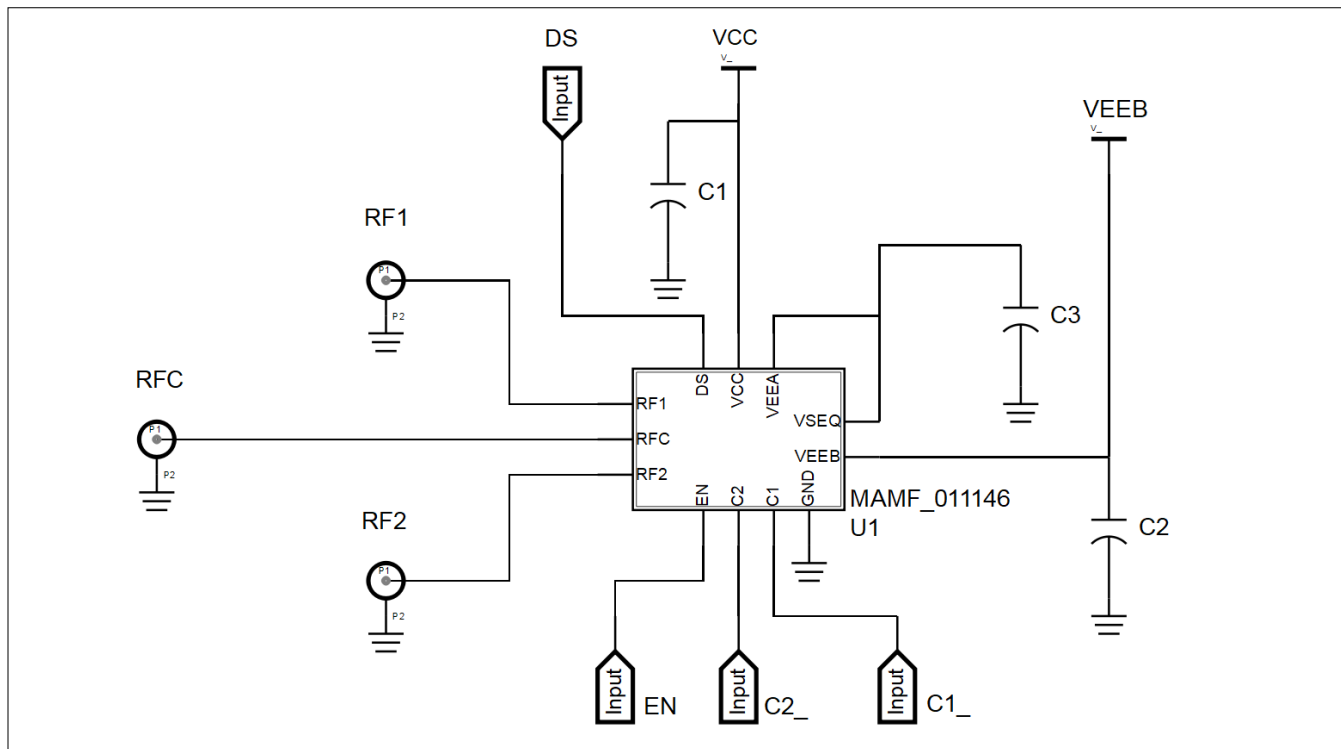 DS
Input
VCC
V_
VEEB
V_
C1
RF1
P1
P2
C3
RFC
P1
P2
DS
VCC
VEEA
RF1
RFC
RF2
VSEQ
VEEB
EN
C2
C1
GND
MAMF_011146
U1
RF2
P1
P2
C2
Input
EN
Input
C2_
Input
C1_